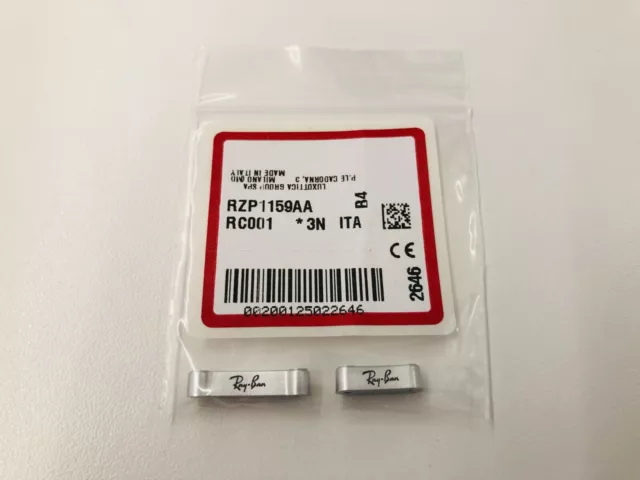 LUXOTTICA GROUP SPA
P.LE CADORNA, 3 MILANO (MI)
MADE IN ITALY
RZP1159AA B4
RC001 *3N ITA
CE
2646
00200125022646
Ray-Ban Ray-Ban